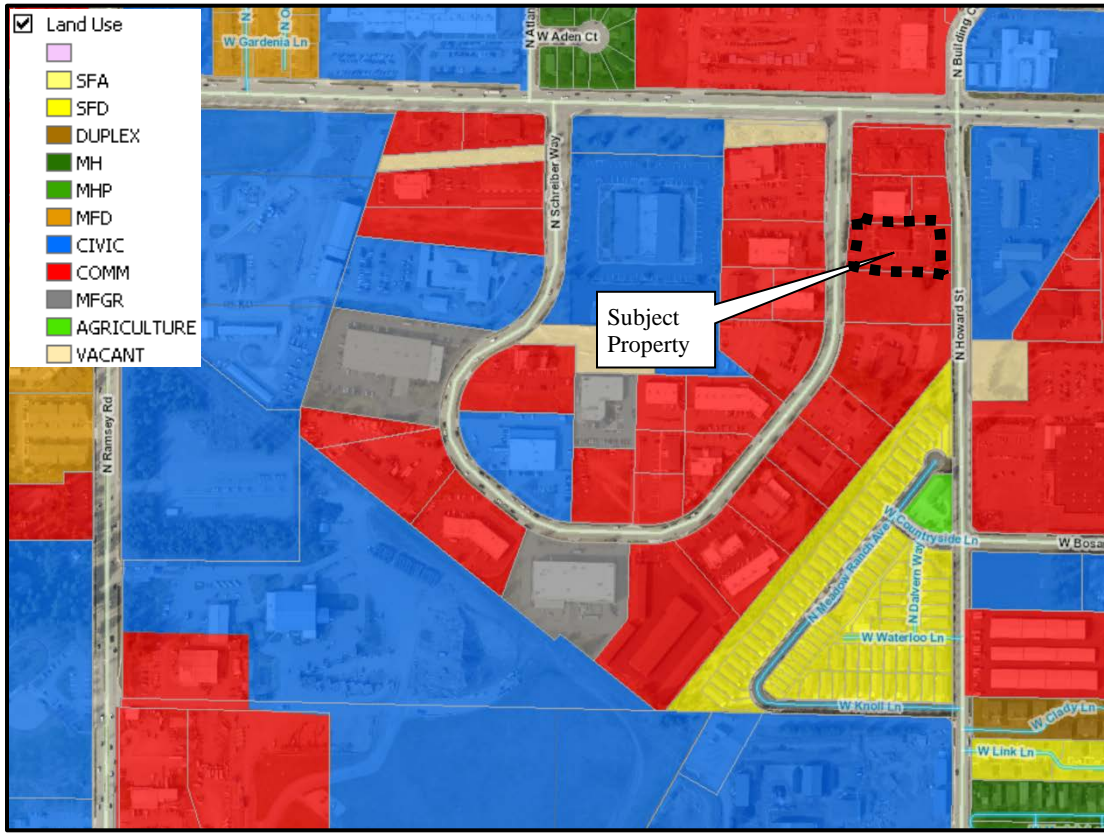 Land Use
SFA
SFD
DUPLEX
MH
MHP
MFD
CIVIC
COMM
MFGR
AGRICULTURE
VACANT
W Gardenia Ln
N O
N Atlan
W Aden Ct
N Building C
N Schreiber Way
N Howard St
Subject
Property
N Ramsey Rd
W Countryside Ln
W Bosa
N Meadow Ranch Ave
N Dalvern Way
W Waterloo Ln
W Knoll Ln
W Clady Ln
W Link Ln